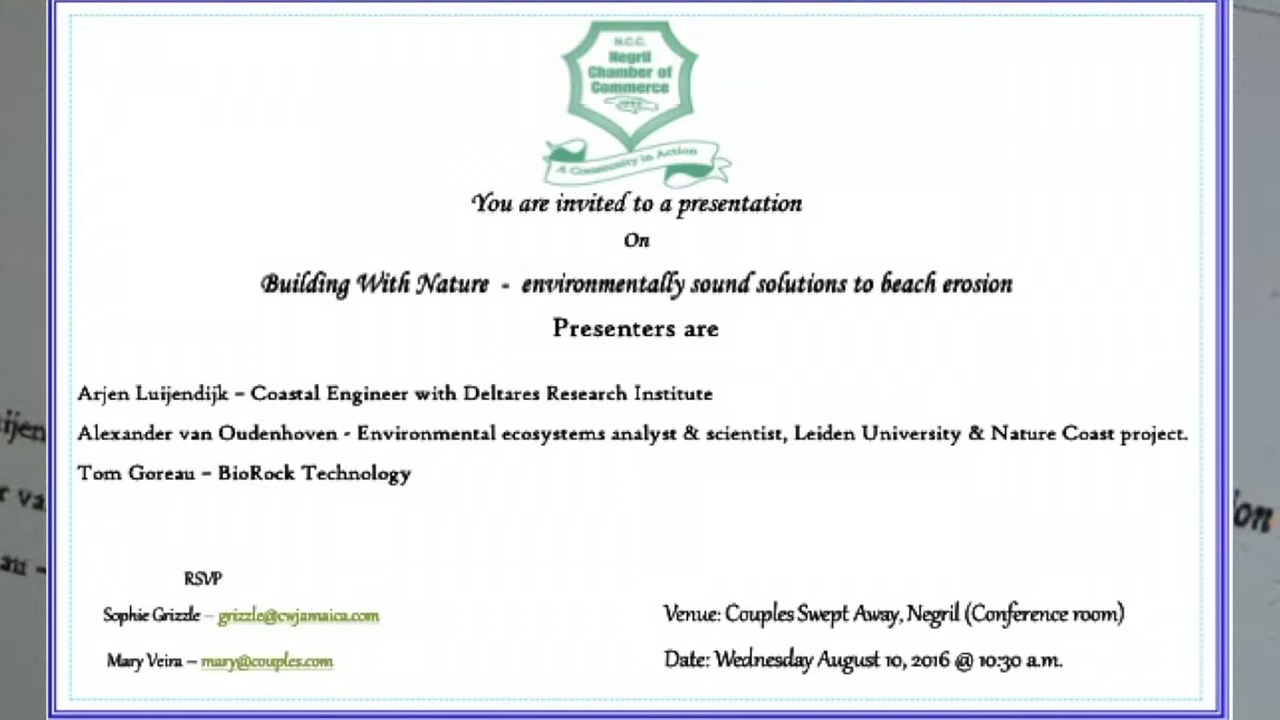 N.C.C.
Negril
Chamber of
Commerce
A Community in Action
You are invited to a presentation
On
Building With Nature - environmentally sound solutions to beach erosion
Presenters are
Arjen Luijendijk – Coastal Engineer with Deltares Research Institute
Alexander van Oudenhoven - Environmental ecosystems analyst & scientist, Leiden University & Nature Coast project.
Tom Goreau – BioRock Technology
RSVP
Sophie Grizzle – grizzle@cwjamaica.com
Mary Veira – mary@couples.com
Venue: Couples Swept Away, Negril (Conference room)
Date: Wednesday August 10, 2016 @ 10:30 a.m.